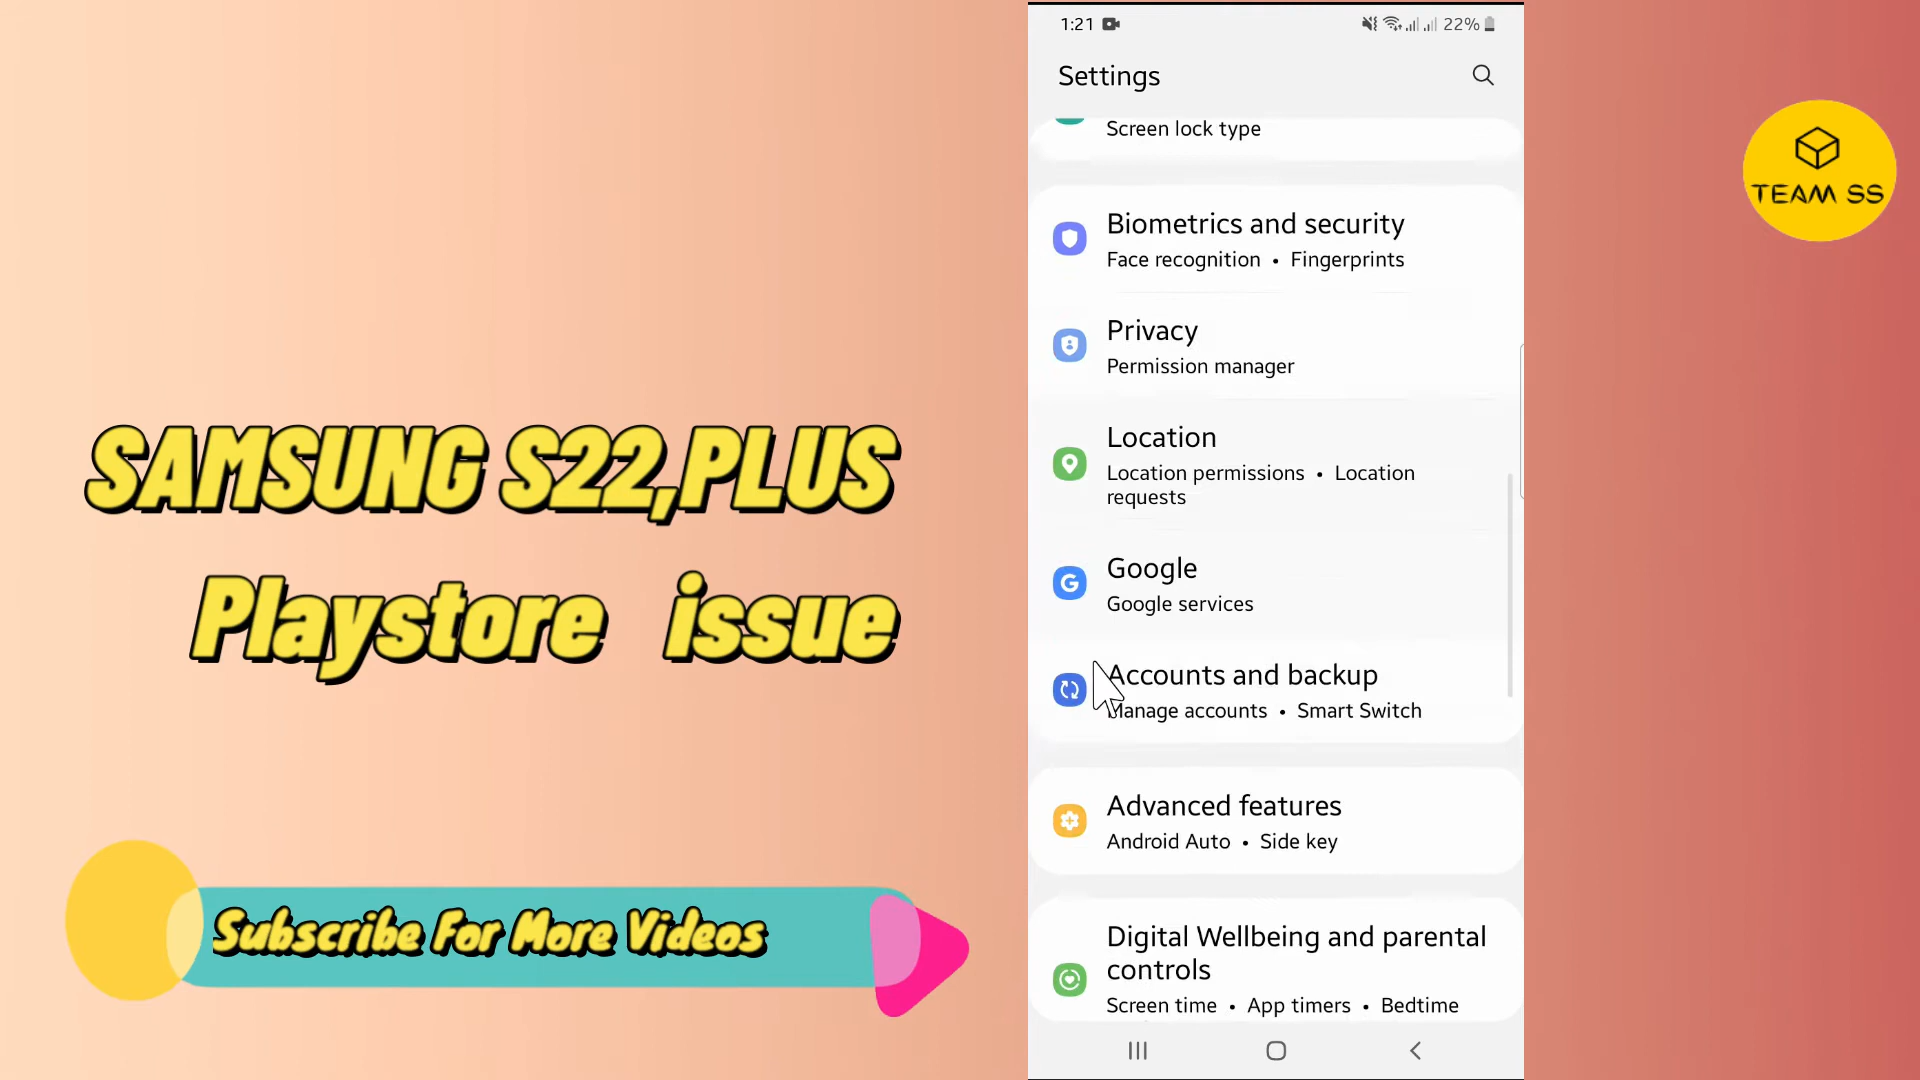 SAMSUNG S22,PLUS
Playstore issue
Subscribe For More Videos
1:21
22%
Settings
Screen lock type
Biometrics and security
Face recognition • Fingerprints
Privacy
Permission manager
Location
Location permissions • Location
requests
Google
Google services
Accounts and backup
Manage accounts • Smart Switch
Advanced features
Android Auto • Side key
Digital Wellbeing and parental
controls
Screen time • App timers • Bedtime
TEAM SS